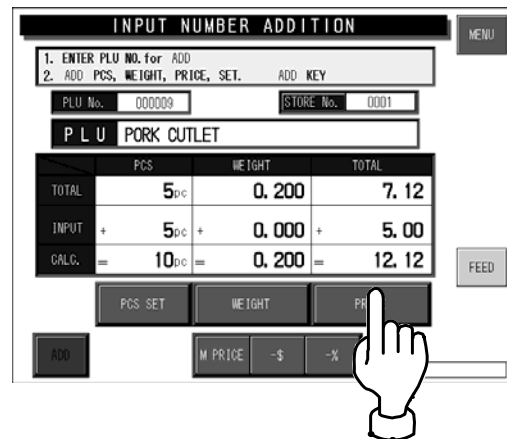 INPUT NUMBER ADDITION
MENU
1. ENTER PLU NO. for ADD
2. ADD PCS, WEIGHT, PRICE, SET. ADD KEY
PLU No. 000009 STORE No. 0001
PLU PORK CUTLET
PCS WEIGHT TOTAL
TOTAL 5pc 0.200 7.12
INPUT + 5pc + 0.000 + 5.00
CALC. = 10pc = 0.200 = 12.12
FEED
PCS SET WEIGHT
ADD M PRICE -$ -%